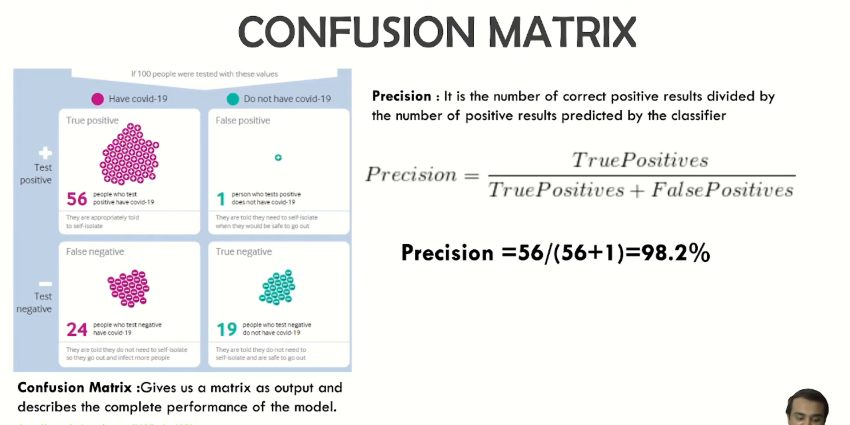 CONFUSION MATRIX
If 100 people were tested with these values
Have covid-19
Do not have covid-19
Test
positive
True positive
56 people who test
positive have covid-19
They are appropriately told
to self-isolate
False positive
1 person who tests positive
does not have covid-19
They are told they need to self-isolate
when they would be safe to go out
Test
negative
False negative
24 people who test negative
have covid-19
They are told they do not need to self-isolate
so they go out and infect more people
True negative
19 people who test negative
do not have covid-19
They are told they do not need to
self-isolate and are safe to go out
Confusion Matrix :Gives us a matrix as output and
describes the complete performance of the model.
Precision : It is the number of correct positive results divided by
the number of positive results predicted by the classifier
Precision = TruePositives
TruePositives + FalsePositives
Precision =56/(56+1)=98.2%